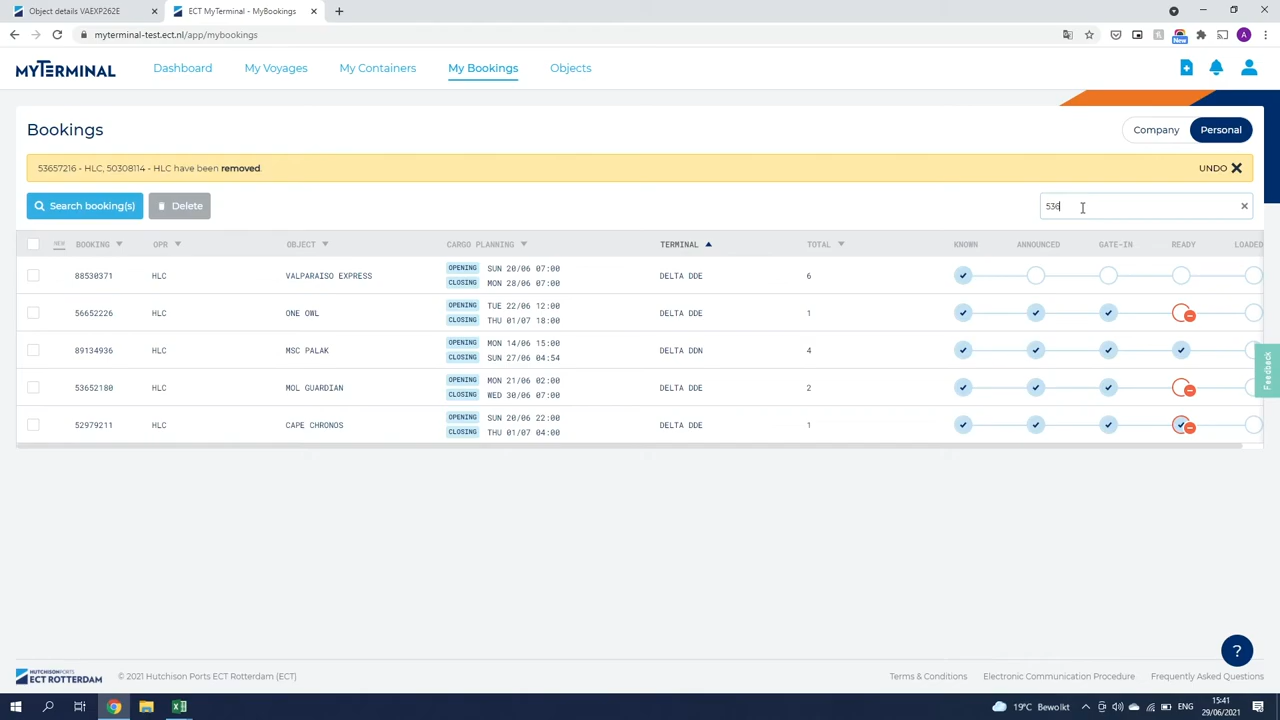 Object details VAEXP262E
ECT MyTerminal - MyBookings
myterminal-test.ect.nl/app/mybookings
New
A
MYTERMINAL
Dashboard
My Voyages
My Containers
My Bookings
Objects
Bookings
Company
Personal
53657216 - HLC, 50308114 - HLC have been removed.
UNDO
Search booking(s)
Delete
536
NEW BOOKING OPR OBJECT CARGO PLANNING TERMINAL TOTAL KNOWN ANNOUNCED GATE-IN READY LOADED
88530371 HLC VALPARAISO EXPRESS OPENING SUN 20/06 07:00 DELTA DDE 6
CLOSING MON 28/06 07:00
56652226 HLC ONE OWL OPENING TUE 22/06 12:00 DELTA DDE 1
CLOSING THU 01/07 18:00
89134936 HLC MSC PALAK OPENING MON 14/06 15:00 DELTA DDN 4
CLOSING SUN 27/06 04:54
53652180 HLC MOL GUARDIAN OPENING MON 21/06 02:00 DELTA DDE 2
CLOSING WED 30/06 07:00
52979211 HLC CAPE CHRONOS OPENING SUN 20/06 22:00 DELTA DDE 1
CLOSING THU 01/07 04:00
Feedback
?
HUTCHISON PORTS
ECT ROTTERDAM
© 2021 Hutchison Ports ECT Rotterdam (ECT)
Terms & Conditions
Electronic Communication Procedure
Frequently Asked Questions
19°C Bewolkt
ENG
15:41
29/06/2021